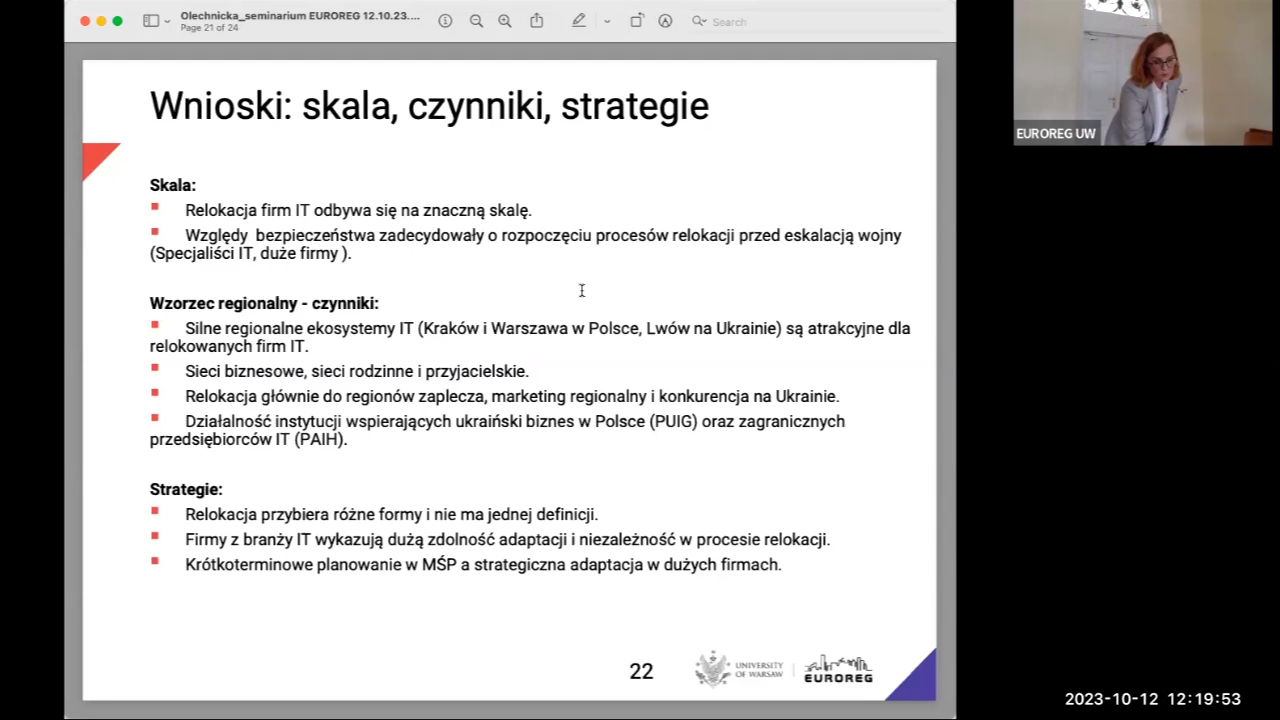 Olechnicka_seminarium EUROREG 12.10.23....
Page 21 of 24
Search
EUROREG UW
Wnioski: skala, czynniki, strategie
Skala:
Relokacja firm IT odbywa się na znaczną skalę.
Względy bezpieczeństwa zadecydowały o rozpoczęciu procesów relokacji przed eskalacją wojny
(Specjaliści IT, duże firmy ).
Wzorzec regionalny - czynniki:
Silne regionalne ekosystemy IT (Kraków i Warszawa w Polsce, Lwów na Ukrainie) są atrakcyjne dla
relokowanych firm IT.
Sieci biznesowe, sieci rodzinne i przyjacielskie.
Relokacja głównie do regionów zaplecza, marketing regionalny i konkurencja na Ukrainie.
Działalność instytucji wspierających ukraiński biznes w Polsce (PUIG) oraz zagranicznych
przedsiębiorców IT (PAIH).
Strategie:
Relokacja przybiera różne formy i nie ma jednej definicji.
Firmy z branży IT wykazują dużą zdolność adaptacji i niezależność w procesie relokacji.
Krótkoterminowe planowanie w MŚP a strategiczna adaptacja w dużych firmach.
22
UNIVERSITY
OF WARSAW
EUROREG
2023-10-12 12:19:53